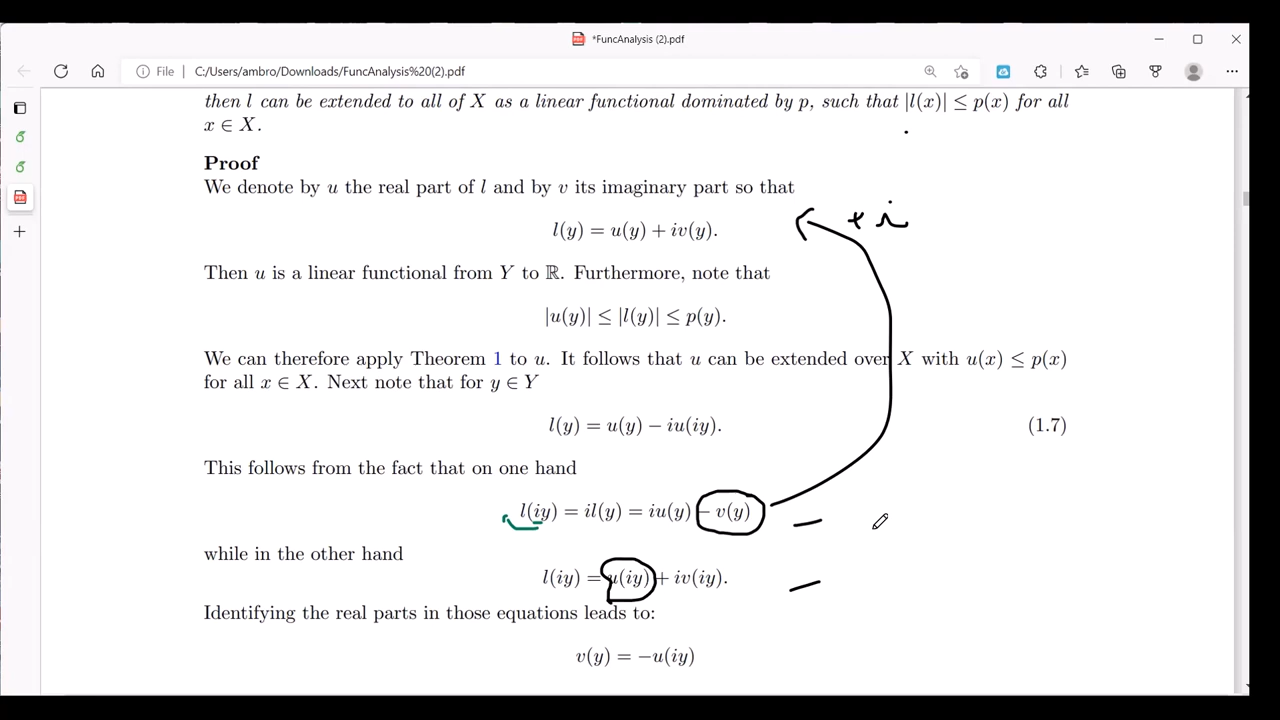 *FuncAnalysis (2).pdf
File | C:/Users/ambro/Downloads/FuncAnalysis%20(2).pdf
then l can be extended to all of X as a linear functional dominated by p, such that |l(x)| ≤ p(x) for all
x ∈ X.
Proof
We denote by u the real part of l and by v its imaginary part so that
l(y) = u(y) + iv(y).
+ i
Then u is a linear functional from Y to ℝ. Furthermore, note that
|u(y)| ≤ |l(y)| ≤ p(y).
We can therefore apply Theorem 1 to u. It follows that u can be extended over X with u(x) ≤ p(x)
for all x ∈ X. Next note that for y ∈ Y
l(y) = u(y) − iu(iy). (1.7)
This follows from the fact that on one hand
l(iy) = il(y) = iu(y) − v(y)
while in the other hand
l(iy) = u(iy) + iv(iy).
Identifying the real parts in those equations leads to:
v(y) = −u(iy)